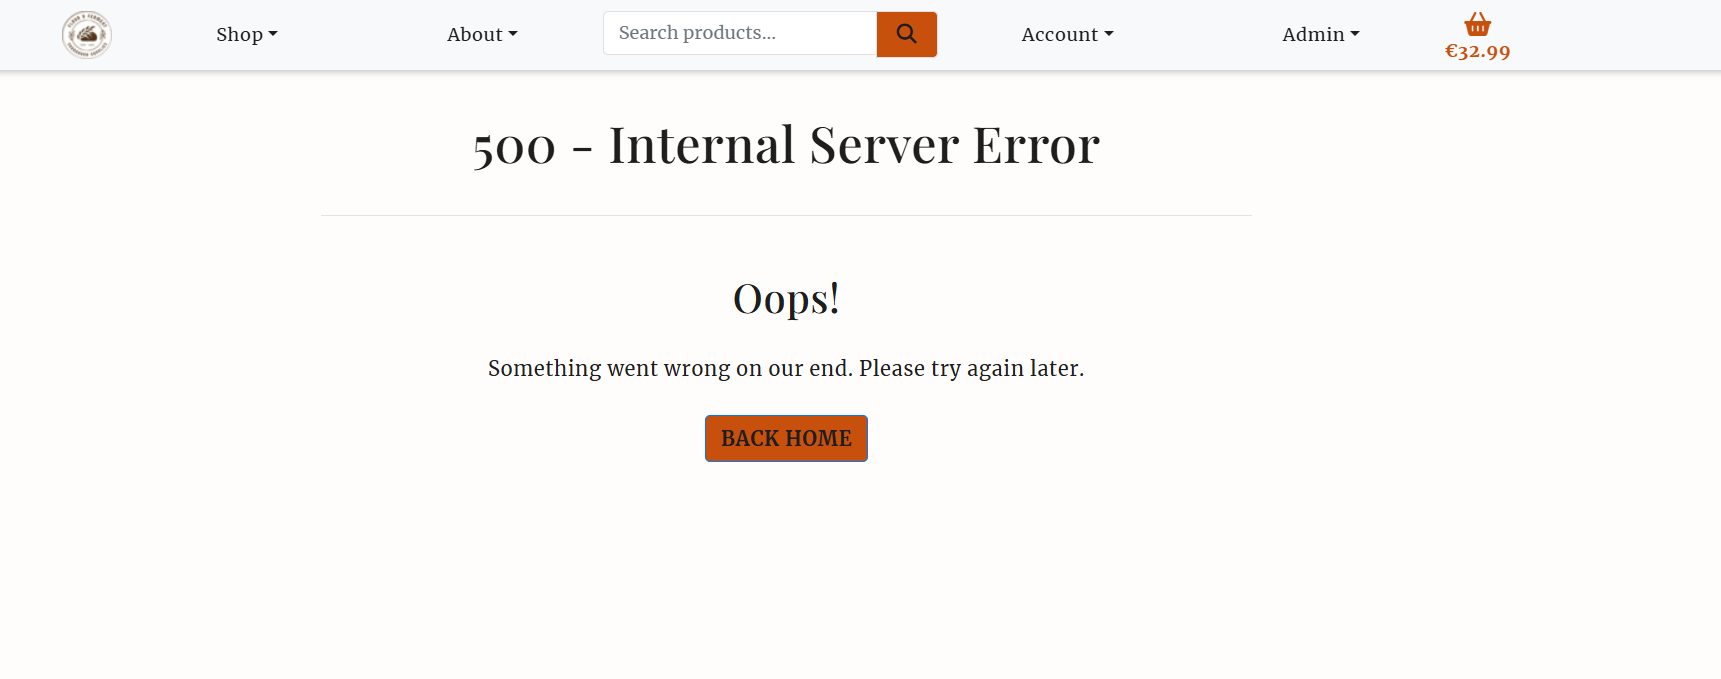 Shop
About
Search products...
Account
Admin
€32.99
500 - Internal Server Error
Oops!
Something went wrong on our end. Please try again later.
BACK HOME